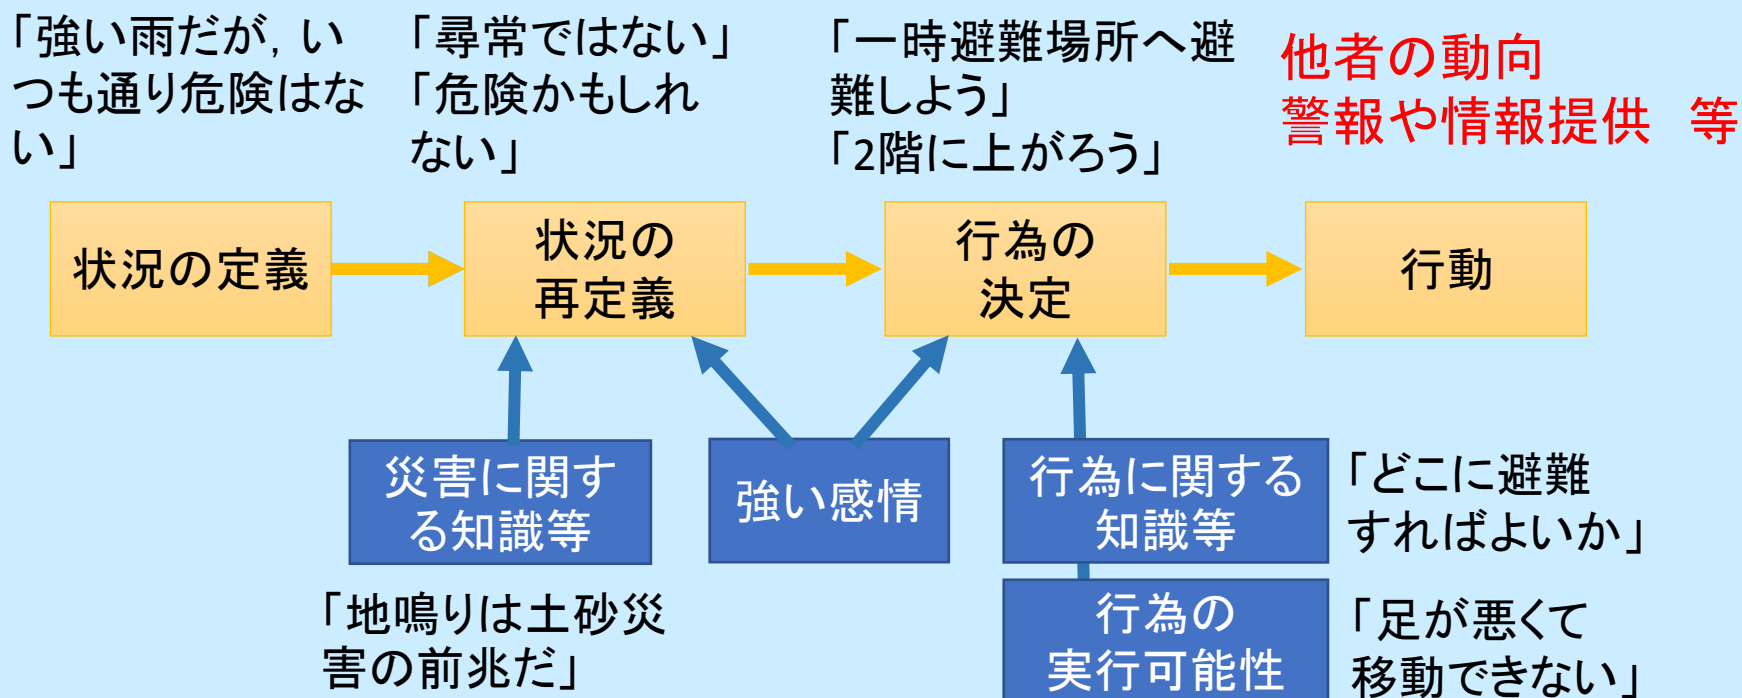 「強い雨だが，い
つも通り危険はな
い」
「尋常ではない」
「危険かもしれ
ない」
「一時避難場所へ避
難しよう」
「2階に上がろう」
他者の動向
警報や情報提供　等
状況の定義
状況の
再定義
行為の
決定
行動
災害に関す
る知識等
強い感情
行為に関する
知識等
「どこに避難
すればよいか」
「地鳴りは土砂災
害の前兆だ」
行為の
実行可能性
「足が悪くて
移動できない」